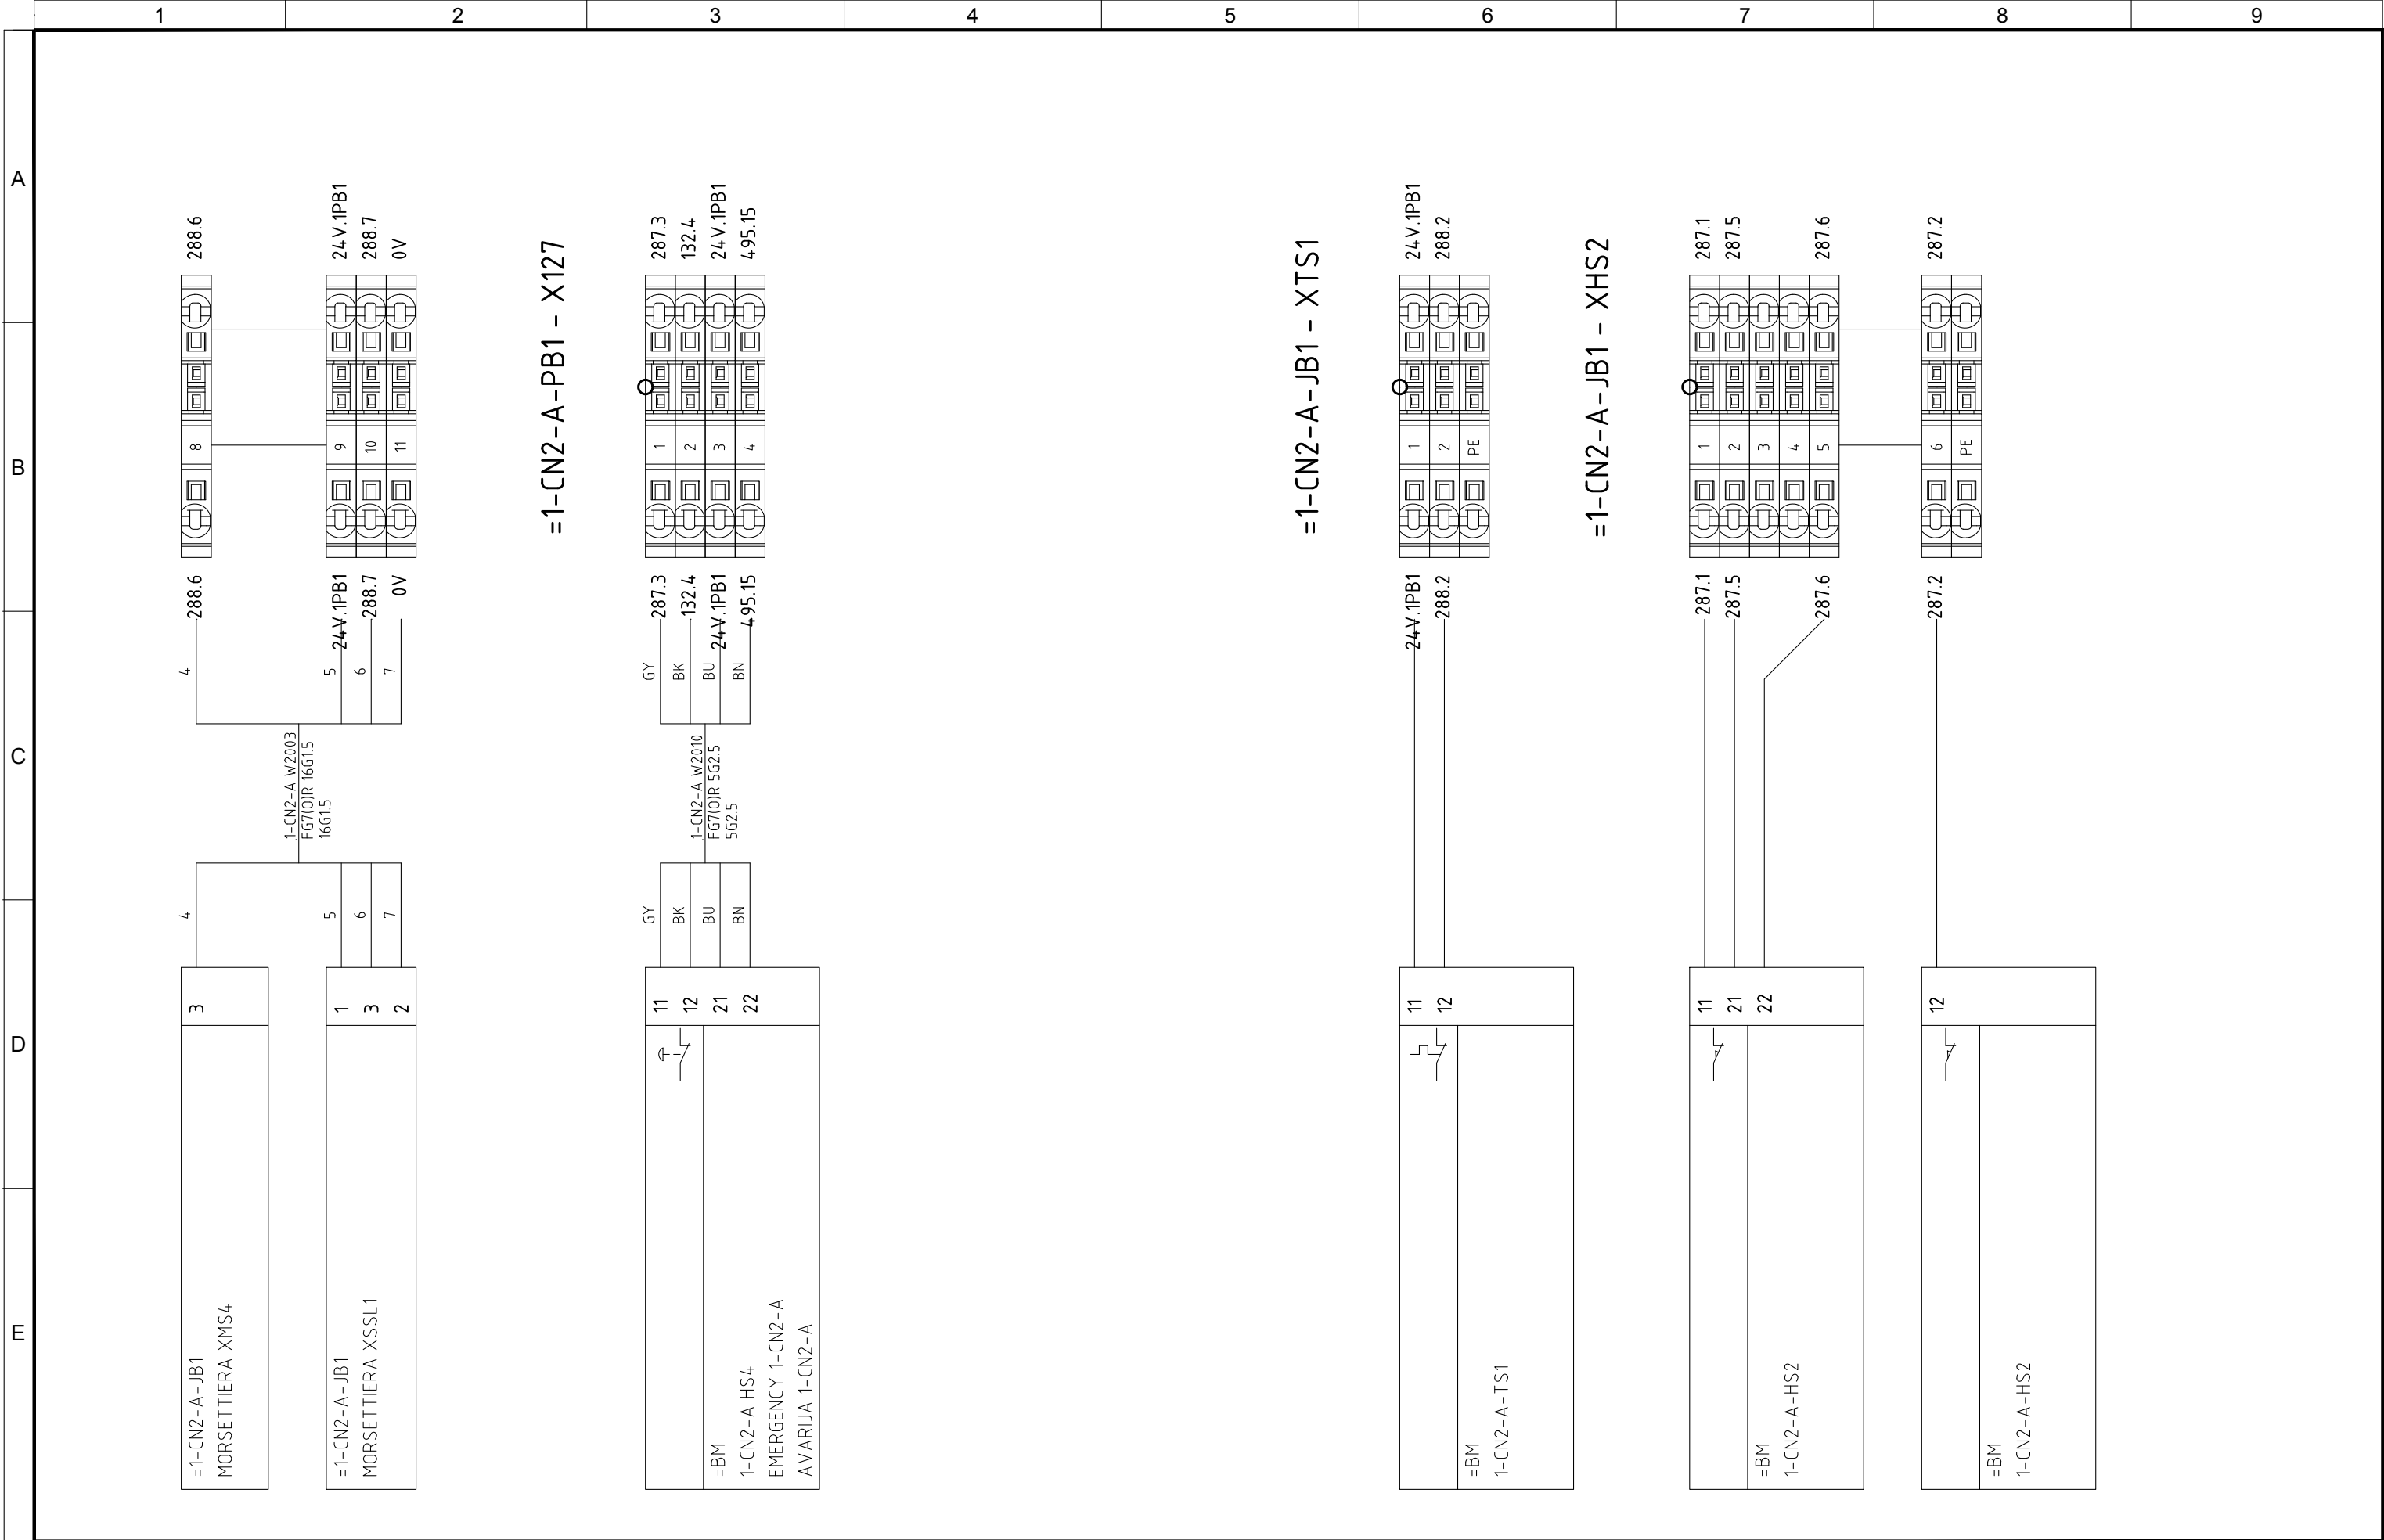 1 2 3 4 5 6 7 8 9
A
B
C
D
E
288.6
24V.1PB1
288.7
0V
8
9
10
11
288.6
24V.1PB1
288.7
0V
4
5
6
7
1-CN2-A W2003
FG7(O)R 16G1.5
16G1.5
4
5
6
7
3
=1-CN2-A-JB1
MORSETTIERA XMS4
1
3
2
=1-CN2-A-JB1
MORSETTIERA XSSL1
=1-CN2-A-PB1 - X127
287.3
132.4
24V.1PB1
495.15
1
2
3
4
287.3
132.4
24V.1PB1
495.15
GY
BK
BU
BN
1-CN2-A W2010
FG7(O)R 5G2.5
5G2.5
GY
BK
BU
BN
11
12
21
22
=BM
1-CN2-A HS4
EMERGENCY 1-CN2-A
AVARIJA 1-CN2-A
=1-CN2-A-JB1 - XTS1
24V.1PB1
288.2
1
2
PE
24V.1PB1
288.2
11
12
=BM
1-CN2-A-TS1
=1-CN2-A-JB1 - XHS2
287.1
287.5
287.6
287.2
1
2
3
4
5
6
PE
287.1
287.5
287.6
287.2
11
21
22
=BM
1-CN2-A-HS2
12
=BM
1-CN2-A-HS2